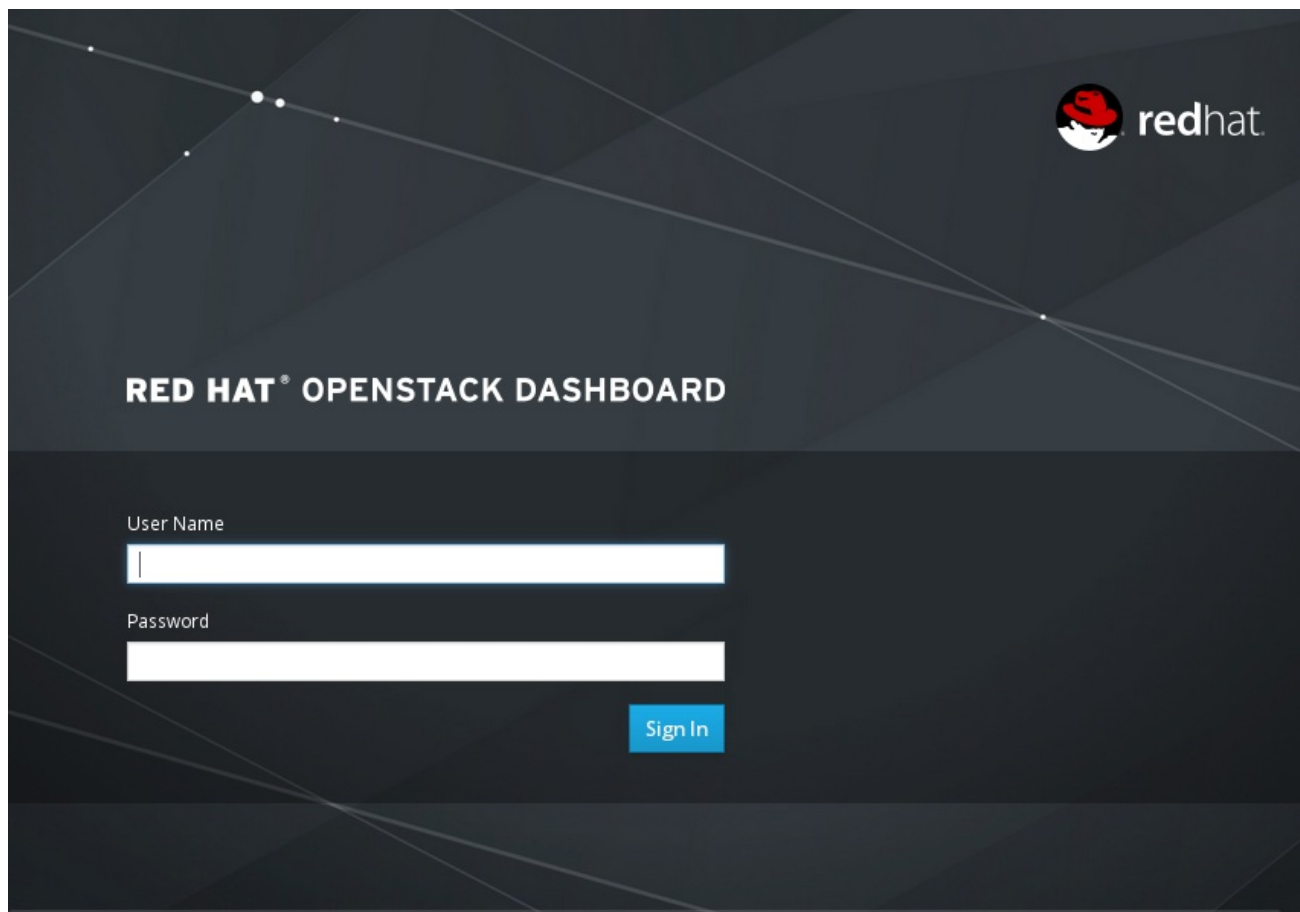 redhat.
RED HAT® OPENSTACK DASHBOARD
User Name
Password
Sign In